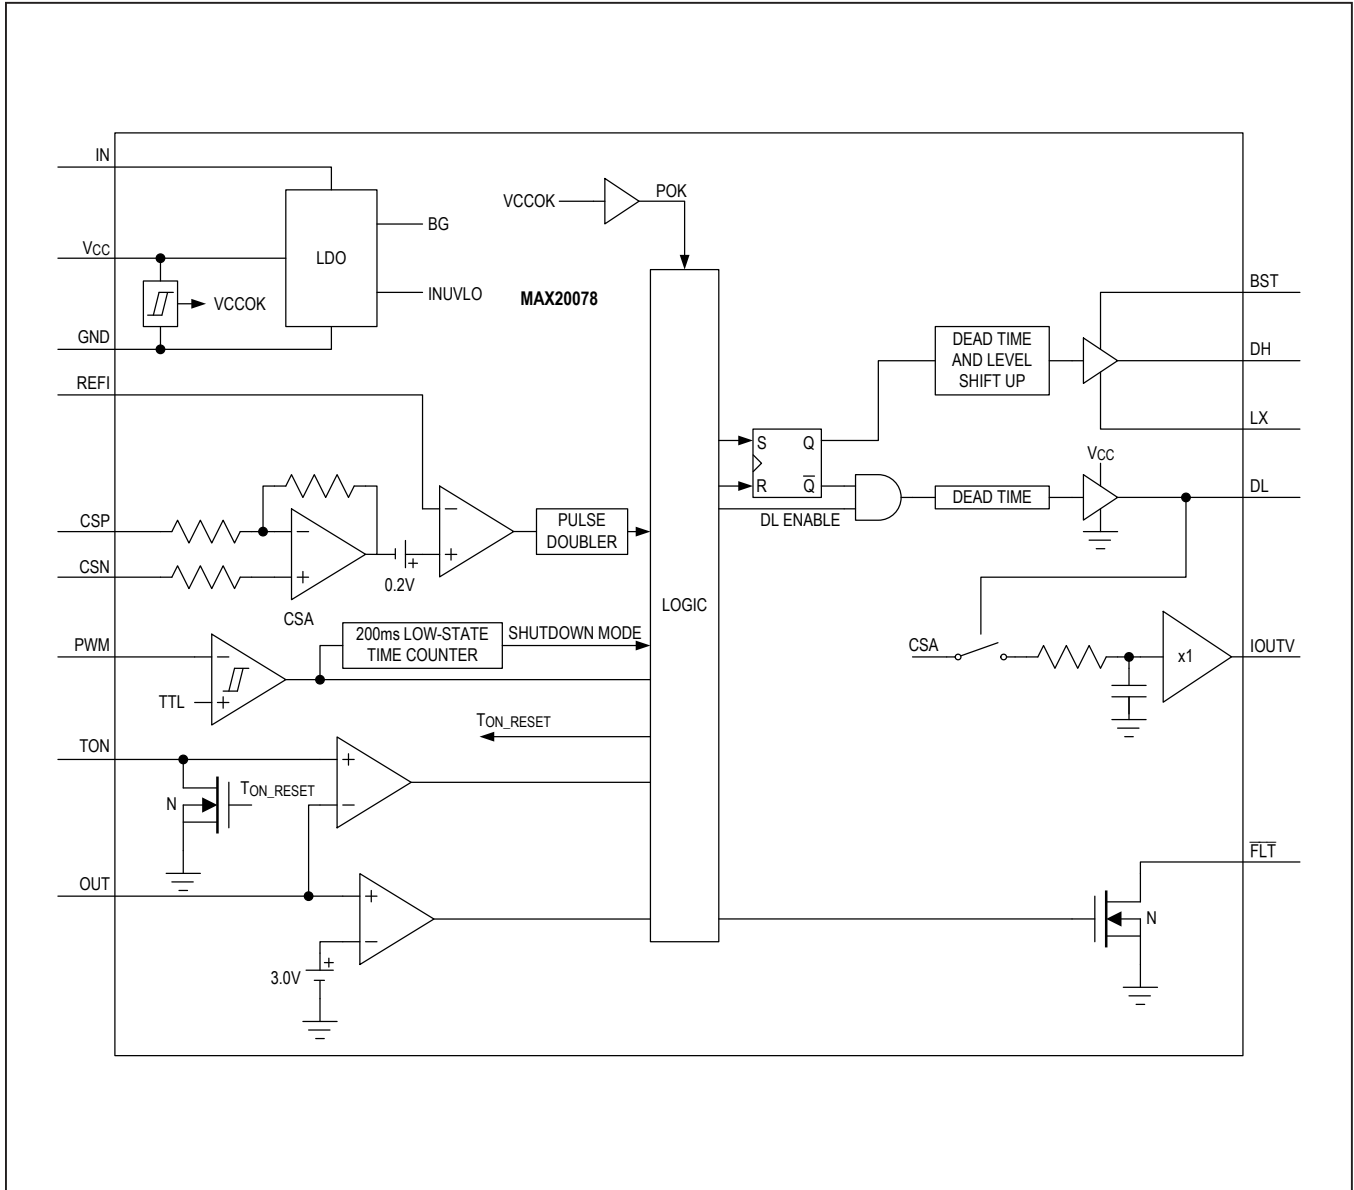 IN
VCC
GND
REFI
CSP
CSN
PWM
TON
OUT
LDO
BG
INUVLO
VCCOK
VCCOK
POK
MAX20078
−
+
CSA
+
0.2V
−
+
PULSE
DOUBLER
−
+
TTL
200ms LOW-STATE
TIME COUNTER
SHUTDOWN MODE
TON_RESET
N
TON_RESET
+
−
+
−
+
3.0V
LOGIC
S
Q
R
Q̅
DL ENABLE
DEAD TIME
AND LEVEL
SHIFT UP
VCC
DEAD TIME
CSA
x1
N
BST
DH
LX
DL
IOUTV
F̅L̅T̅